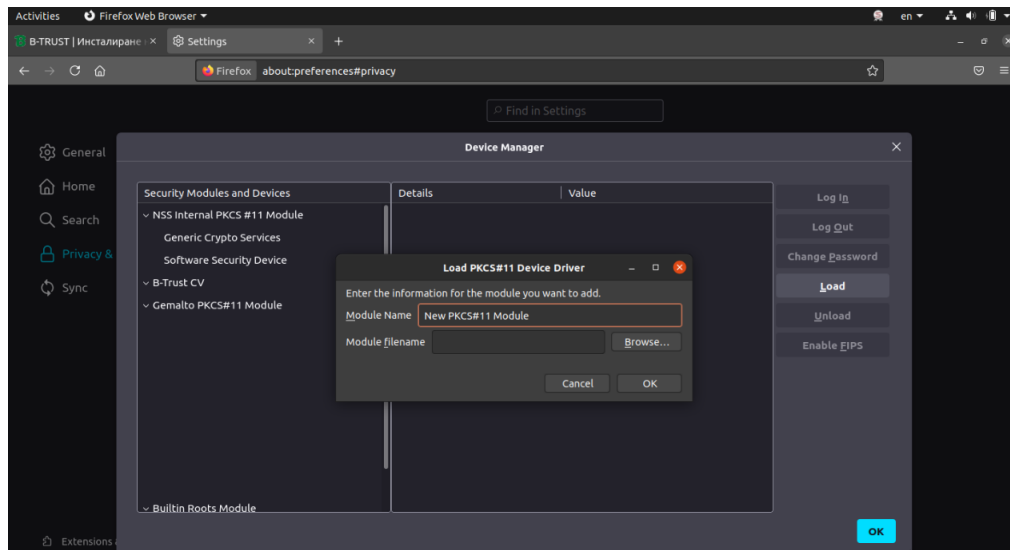 Activities Firefox Web Browser en
B-TRUST | Инсталиране Settings
Firefox about:preferences#privacy
Find in Settings
General
Home
Search
Privacy &
Sync
Extensions
Device Manager
Security Modules and Devices Details Value
NSS Internal PKCS #11 Module
Generic Crypto Services
Software Security Device
B-Trust CV
Gemalto PKCS#11 Module
Builtin Roots Module
Log In
Log Out
Change Password
Load
Unload
Enable FIPS
Load PKCS#11 Device Driver
Enter the information for the module you want to add.
Module Name New PKCS#11 Module
Module filename Browse...
Cancel OK
OK